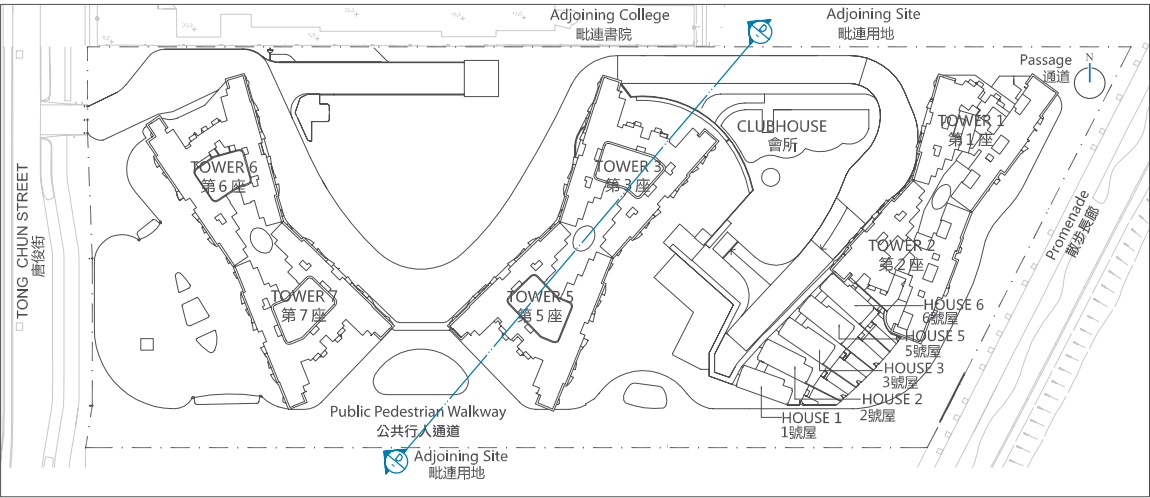 Adjoining College
毗連書院
Adjoining Site
毗連用地
D
Passage
通道
N
TOWER 1
第1座
CLUBHOUSE
會所
TOWER 6
第6座
TOWER 3
第3座
TONG CHUN STREET
唐俊街
Promenade
散步長廊
TOWER 2
第2座
TOWER 7
第7座
TOWER 5
第5座
HOUSE 6
6號屋
HOUSE 5
5號屋
HOUSE 3
3號屋
HOUSE 2
2號屋
HOUSE 1
1號屋
Public Pedestrian Walkway
公共行人通道
D
Adjoining Site
毗連用地